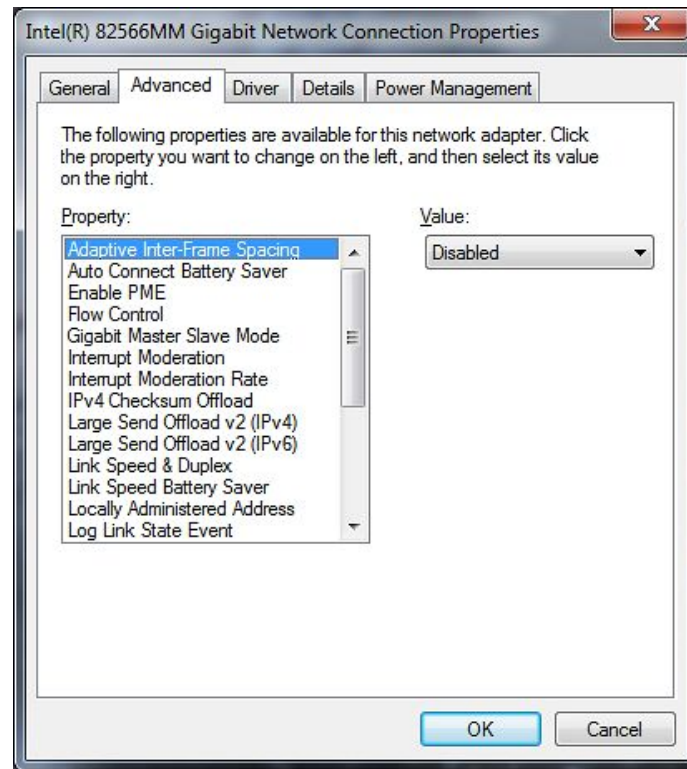 Intel(R) 82566MM Gigabit Network Connection Properties
General Advanced Driver Details Power Management
The following properties are available for this network adapter. Click
the property you want to change on the left, and then select its value
on the right.
Property:
Value:
Adaptive Inter-Frame Spacing
Disabled
Auto Connect Battery Saver
Enable PME
Flow Control
Gigabit Master Slave Mode
Interrupt Moderation
Interrupt Moderation Rate
IPv4 Checksum Offload
Large Send Offload v2 (IPv4)
Large Send Offload v2 (IPv6)
Link Speed & Duplex
Link Speed Battery Saver
Locally Administered Address
Log Link State Event
OK
Cancel